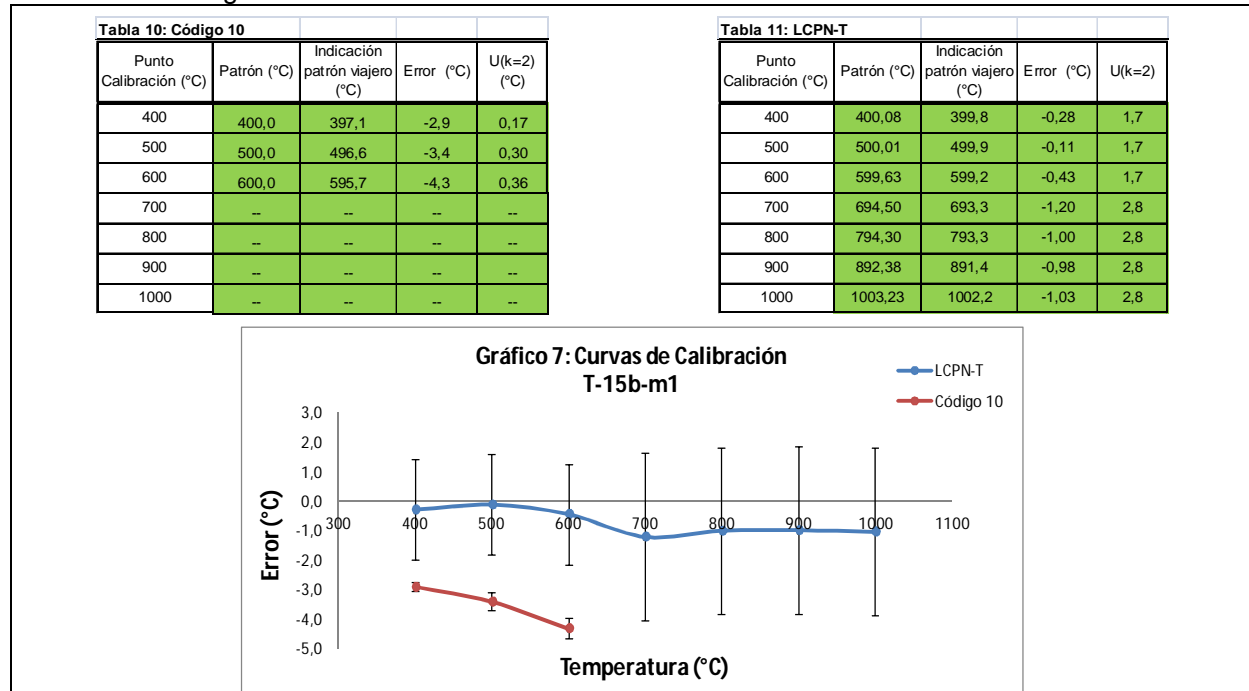 Tabla 10: Código 10
Punto Calibración (°C) Patrón (°C) Indicación patrón viajero (°C) Error (°C) U(k=2) (°C)
400 400,0 397,1 -2,9 0,17
500 500,0 496,6 -3,4 0,30
600 600,0 595,7 -4,3 0,36
700 -- -- -- --
800 -- -- -- --
900 -- -- -- --
1000 -- -- -- --
Tabla 11: LCPN-T
Punto Calibración (°C) Patrón (°C) Indicación patrón viajero (°C) Error (°C) U(k=2)
400 400,08 399,8 -0,28 1,7
500 500,01 499,9 -0,11 1,7
600 599,63 599,2 -0,43 1,7
700 694,50 693,3 -1,20 2,8
800 794,30 793,3 -1,00 2,8
900 892,38 891,4 -0,98 2,8
1000 1003,23 1002,2 -1,03 2,8
Gráfico 7: Curvas de Calibración
T-15b-m1
LCPN-T
Código 10
3,0
2,0
1,0
0,0
-1,0
-2,0
-3,0
-4,0
-5,0
Error (°C)
300 400 500 600 700 800 900 1000 1100
Temperatura (°C)